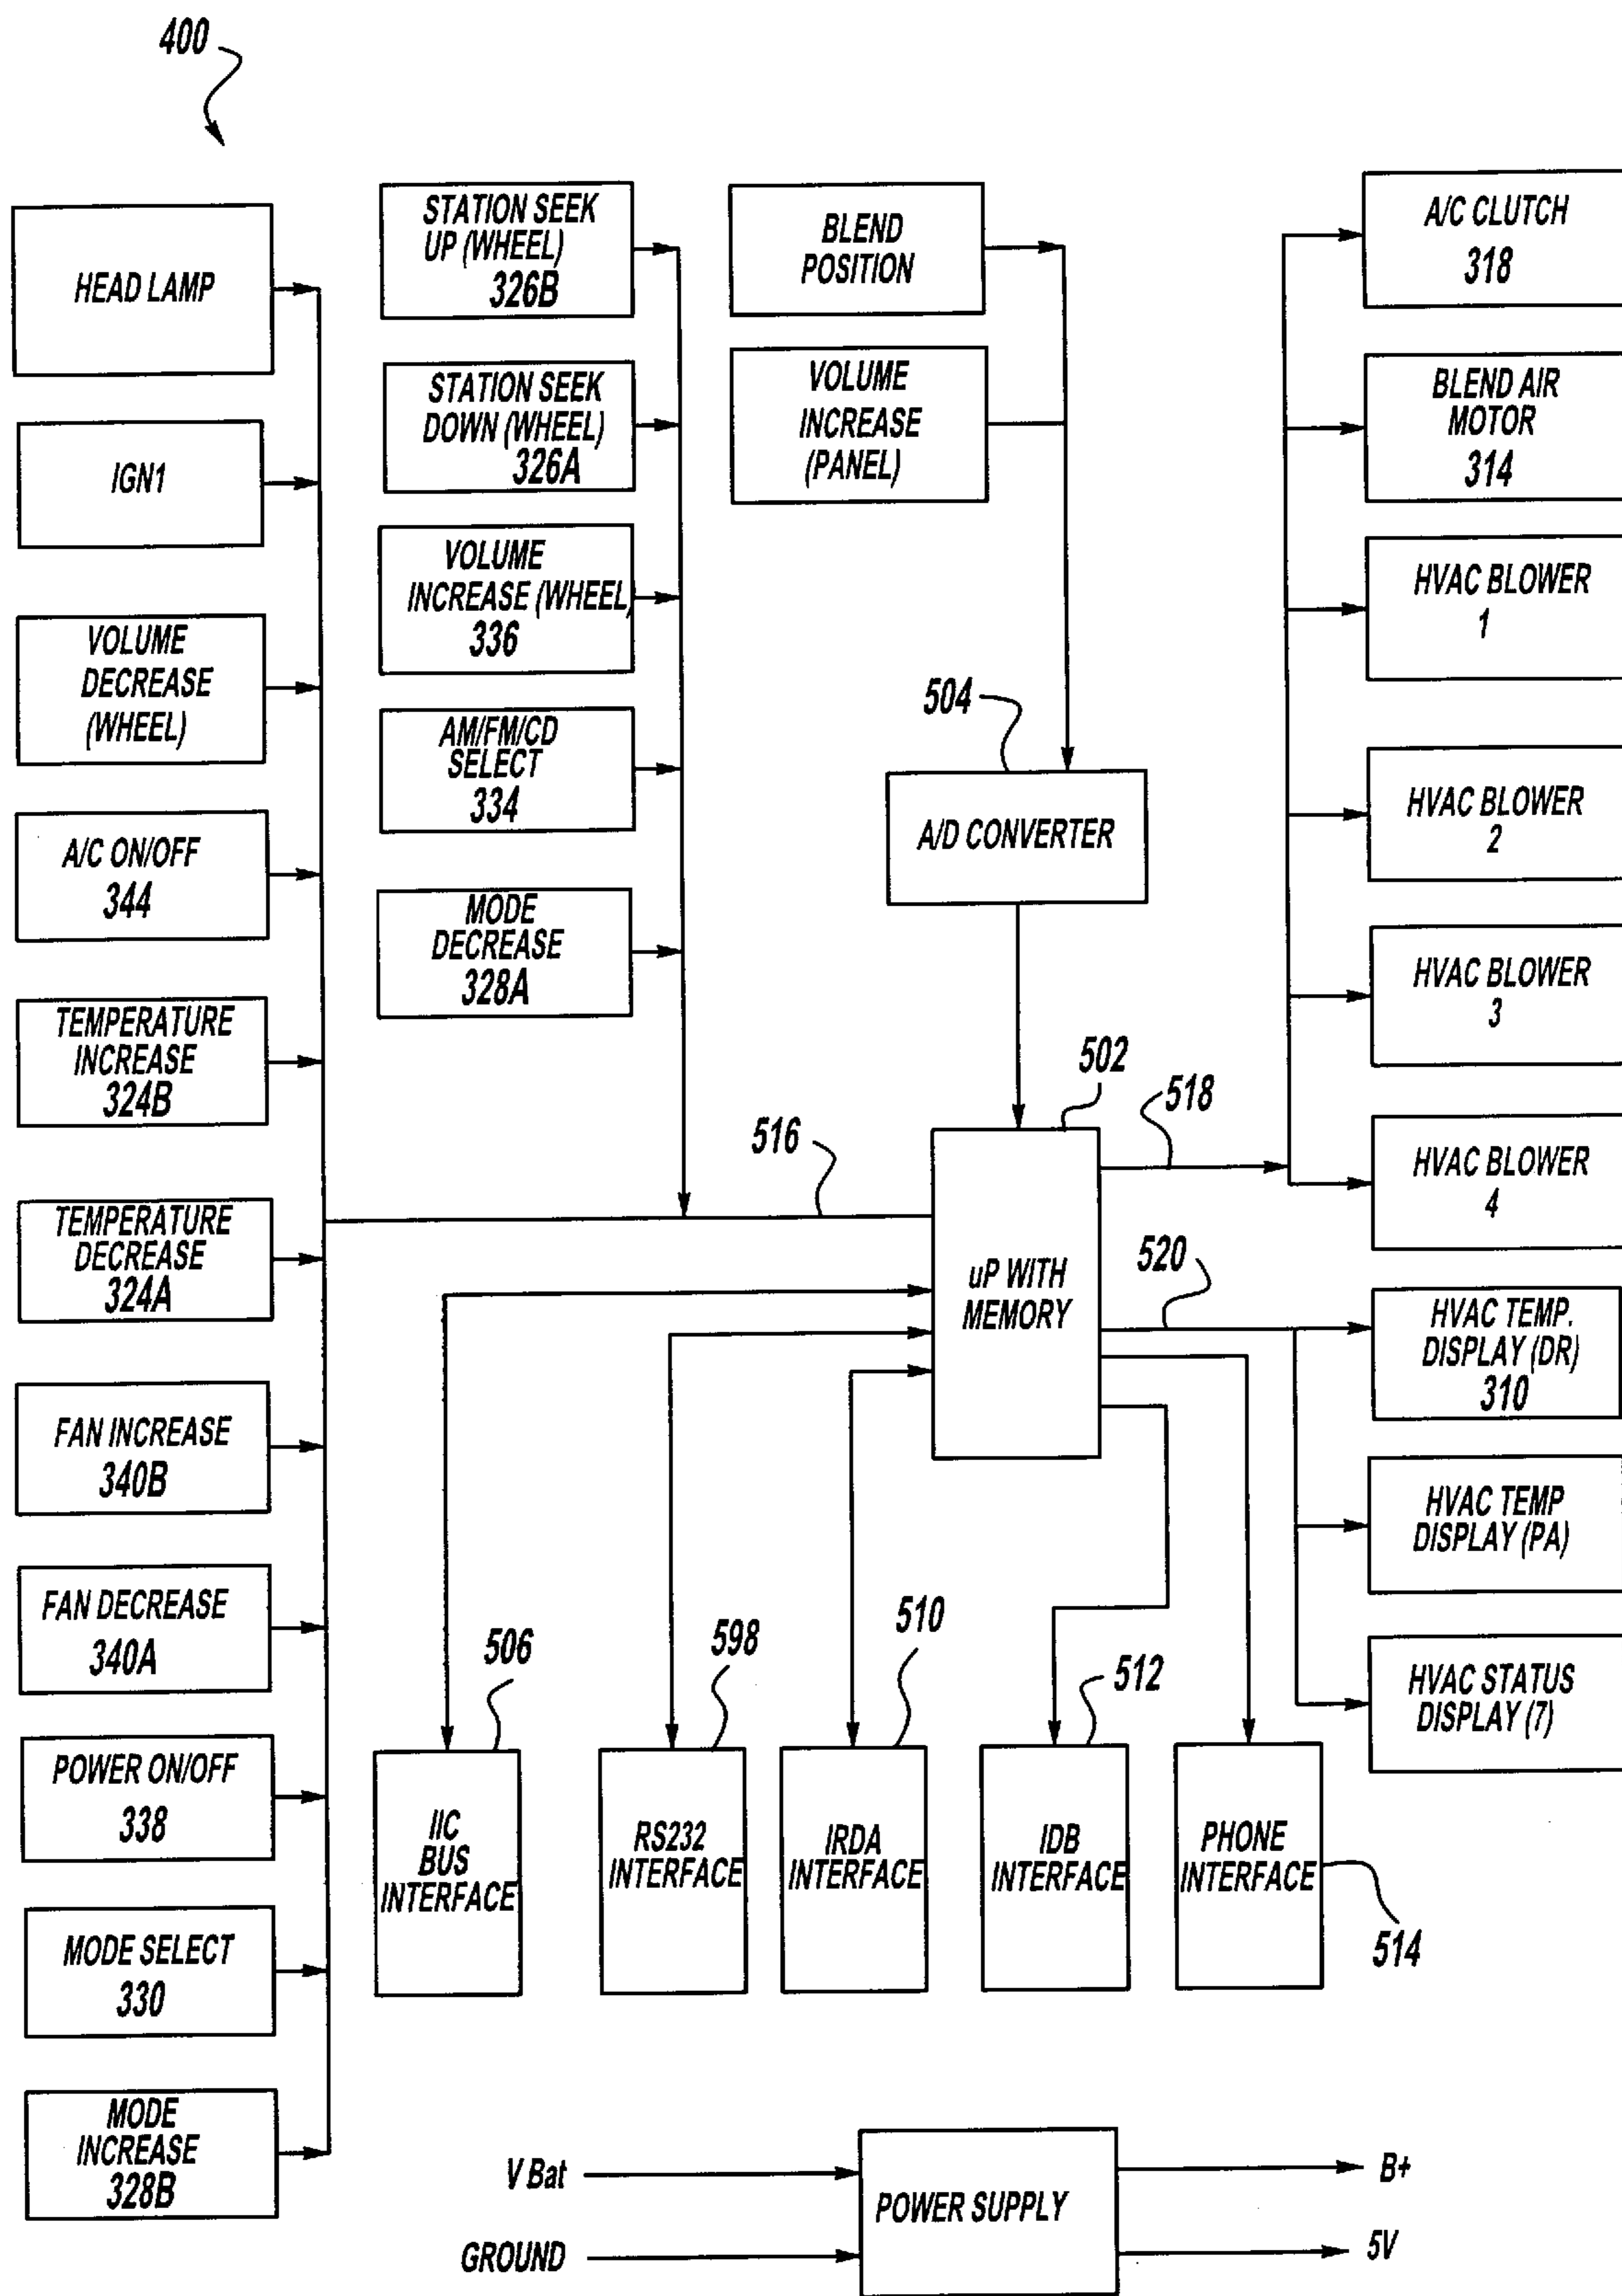 400
HEAD LAMP
IGN1
VOLUME
DECREASE
(WHEEL)
A/C ON/OFF
344
TEMPERATURE
INCREASE
324B
TEMPERATURE
DECREASE
324A
FAN INCREASE
340B
FAN DECREASE
340A
POWER ON/OFF
338
MODE SELECT
330
MODE
INCREASE
328B
STATION SEEK
UP (WHEEL)
326B
STATION SEEK
DOWN (WHEEL)
326A
VOLUME
INCREASE (WHEEL)
336
AM/FM/CD
SELECT
334
MODE
DECREASE
328A
BLEND
POSITION
VOLUME
INCREASE
(PANEL)
504
A/D CONVERTER
502
518
516
uP WITH
MEMORY
520
A/C CLUTCH
318
BLEND AIR
MOTOR
314
HVAC BLOWER
1
HVAC BLOWER
2
HVAC BLOWER
3
HVAC BLOWER
4
HVAC TEMP.
DISPLAY (DR)
310
HVAC TEMP
DISPLAY (PA)
HVAC STATUS
DISPLAY (7)
506
IIC
BUS
INTERFACE
598
RS232
INTERFACE
510
IRDA
INTERFACE
512
IDB
INTERFACE
PHONE
INTERFACE
514
V Bat
GROUND
POWER SUPPLY
B+
5V